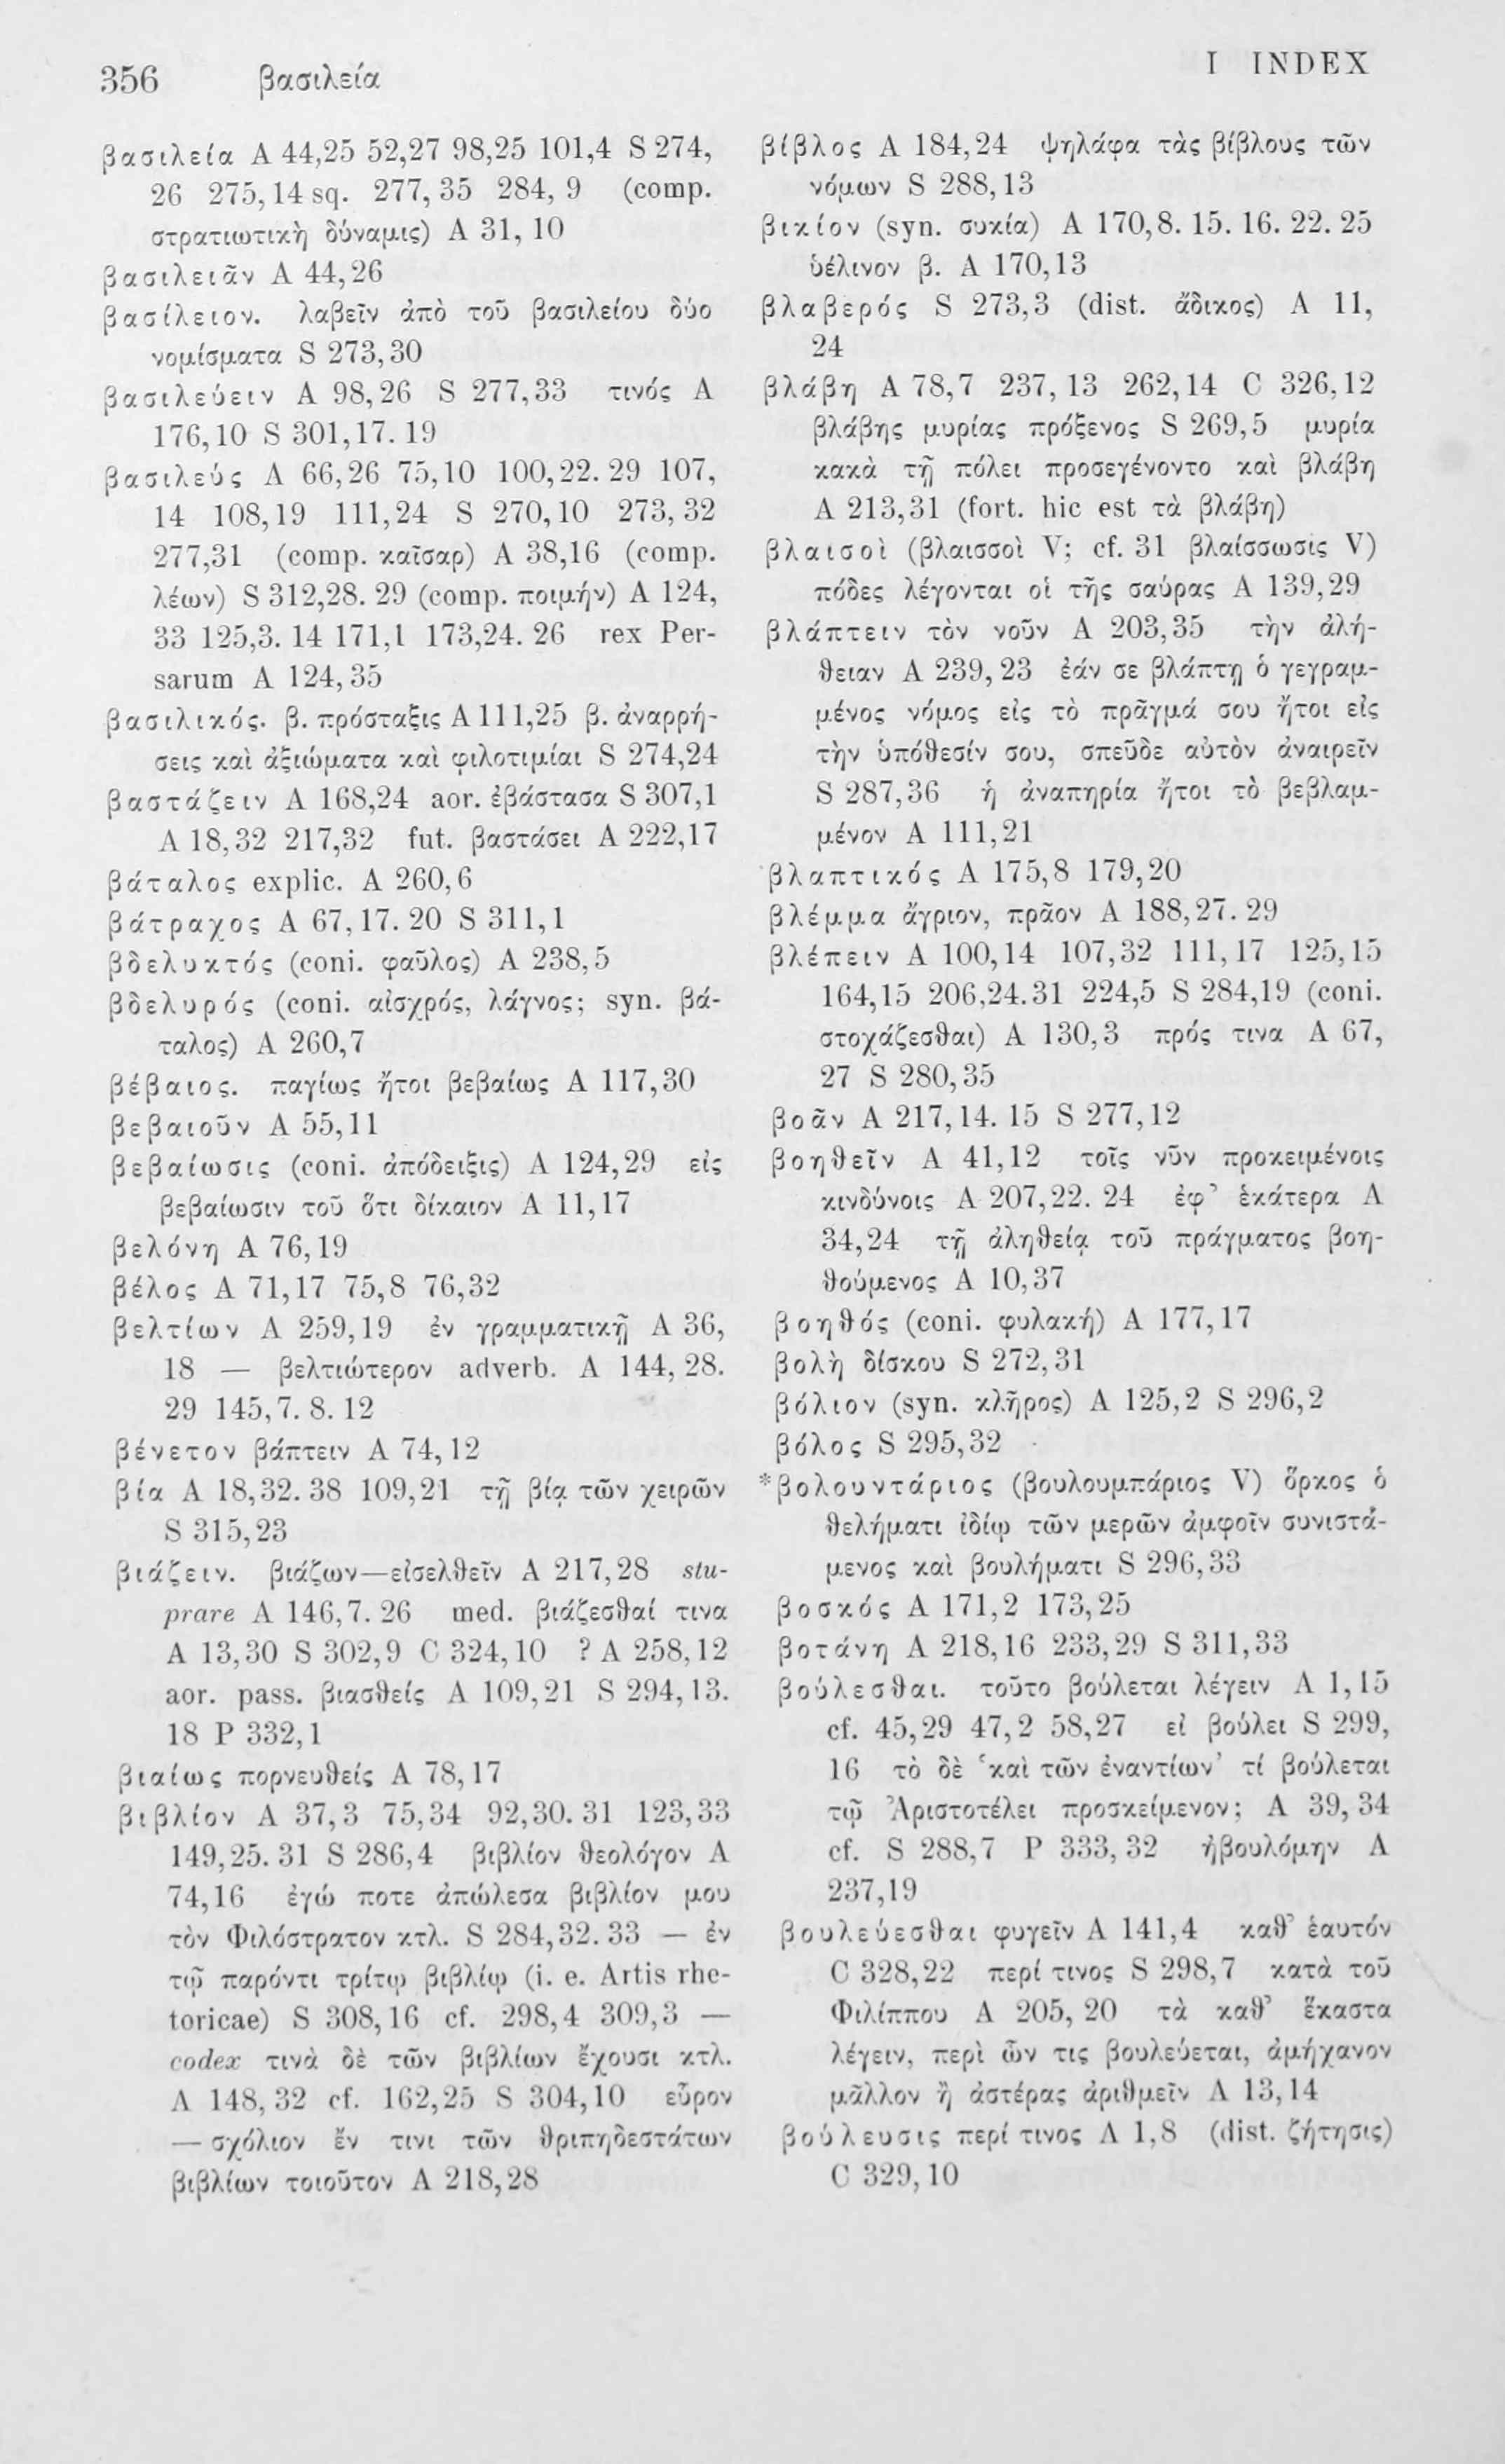 356 βασιλεία
I INDEX
βασιλεία A 44,25 52,27 98,25 101,4 S 274,
26 275,14 sq. 277,35 284,9 (comp.
στρατιωτικὴ δύναμις) A 31,10
βασιλειᾶν A 44,26
βασίλειον. λαβεῖν ἀπὸ τοῦ βασιλείου δύο
νομίσματα S 273,30
βασιλεύειν A 98,26 S 277,33 τινός A
176,10 S 301,17. 19
βασιλεύς A 66,26 75,10 100,22. 29 107,
14 108,19 111,24 S 270,10 273,32
277,31 (comp. καῖσαρ) A 38,16 (comp.
λέων) S 312,28. 29 (comp. ποιμήν) A 124,
33 125,3. 14 171,1 173,24. 26 rex Per-
sarum A 124,35
βασιλικός. β. πρόσταξις A 111,25 β. ἀναρρή-
σεις καὶ ἀξιώματα καὶ φιλοτιμίαι S 274,24
βαστάζειν A 168,24 aor. ἐβάστασα S 307,1
A 18,32 217,32 fut. βαστάσει A 222,17
βάταλος explic. A 260,6
βάτραχος A 67,17. 20 S 311,1
βδελυκτός (coni. φαῦλος) A 238,5
βδελυρός (coni. αἰσχρός, λάγνος; syn. βά-
ταλος) A 260,7
βέβαιος. παγίως ἤτοι βεβαίως A 117,30
βεβαιοῦν A 55,11
βεβαίωσις (coni. ἀπόδειξις) A 124,29 εἰς
βεβαίωσιν τοῦ ὅτι δίκαιον A 11,17
βελόνη A 76,19
βέλος A 71,17 75,8 76,32
βελτίων A 259,19 ἐν γραμματικῇ A 36,
18 — βελτιώτερον adverb. A 144,28.
29 145,7. 8. 12
βένετον βάπτειν A 74,12
βία A 18,32. 38 109,21 τῇ βίᾳ τῶν χειρῶν
S 315,23
βιάζειν. βιάζων—εἰσελθεῖν A 217,28 stu-
prare A 146,7. 26 med. βιάζεσθαί τινα
A 13,30 S 302,9 C 324,10 ? A 258,12
aor. pass. βιασθείς A 109,21 S 294,13.
18 P 332,1
βιαίως πορνευθείς A 78,17
βιβλίον A 37,3 75,34 92,30. 31 123,33
149,25. 31 S 286,4 βιβλίον θεολόγον A
74,16 ἐγώ ποτε ἀπώλεσα βιβλίον μου
τὸν Φιλόστρατον κτλ. S 284,32. 33 — ἐν
τῷ παρόντι τρίτῳ βιβλίῳ (i. e. Artis rhe-
toricae) S 308,16 cf. 298,4 309,3 —
codex τινὰ δὲ τῶν βιβλίων ἔχουσι κτλ.
A 148,32 cf. 162,25 S 304,10 εὗρον
— σχόλιον ἔν τινι τῶν θριπηδεστάτων
βιβλίων τοιοῦτον A 218,28
βίβλος A 184,24 ψηλάφα τὰς βίβλους τῶν
νόμων S 288,13
βικίον (syn. συκία) A 170,8. 15. 16. 22. 25
ὑέλινον β. A 170,13
βλαβερός S 273,3 (dist. ἄδικος) A 11,
24
βλάβη A 78,7 237,13 262,14 C 326,12
βλάβης μυρίας πρόξενος S 269,5 μυρία
κακὰ τῇ πόλει προσεγένοντο καὶ βλάβη
A 213,31 (fort. hic est τὰ βλάβη)
βλαισοὶ (βλαισσοὶ V; cf. 31 βλαίσσωσις V)
πόδες λέγονται οἱ τῆς σαύρας A 139,29
βλάπτειν τὸν νοῦν A 203,35 τὴν ἀλή-
θειαν A 239,23 ἐάν σε βλάπτῃ ὁ γεγραμ-
μένος νόμος εἰς τὸ πρᾶγμά σου ἤτοι εἰς
τὴν ὑπόθεσίν σου, σπεῦδε αὐτὸν ἀναιρεῖν
S 287,36 ἡ ἀναπηρία ἤτοι τὸ βεβλαμ-
μένον A 111,21
βλαπτικός A 175,8 179,20
βλέμμα ἄγριον, πρᾶον A 188,27. 29
βλέπειν A 100,14 107,32 111,17 125,15
164,15 206,24. 31 224,5 S 284,19 (coni.
στοχάζεσθαι) A 130,3 πρός τινα A 67,
27 S 280,35
βοᾶν A 217,14. 15 S 277,12
βοηθεῖν A 41,12 τοῖς νῦν προκειμένοις
κινδύνοις A 207,22. 24 ἐφ' ἑκάτερα A
34,24 τῇ ἀληθείᾳ τοῦ πράγματος βοη-
θούμενος A 10,37
βοηθός (coni. φυλακή) A 177,17
βολὴ δίσκου S 272,31
βόλιον (syn. κλῆρος) A 125,2 S 296,2
βόλος S 295,32
*βολουντάριος (βουλουμπάριος V) ὅρκος ὁ
θελήματι ἰδίῳ τῶν μερῶν ἀμφοῖν συνιστά-
μενος καὶ βουλήματι S 296,33
βοσκός A 171,2 173,25
βοτάνη A 218,16 233,29 S 311,33
βούλεσθαι. τοῦτο βούλεται λέγειν A 1,15
cf. 45,29 47,2 58,27 εἰ βούλει S 299,
16 τὸ δὲ ‘καὶ τῶν ἐναντίων’ τί βούλεται
τῷ Ἀριστοτέλει προσκείμενον; A 39,34
cf. S 288,7 P 333,32 ἠβουλόμην A
237,19
βουλεύεσθαι φυγεῖν A 141,4 καθ' ἑαυτόν
C 328,22 περί τινος S 298,7 κατὰ τοῦ
Φιλίππου A 205,20 τὰ καθ' ἕκαστα
λέγειν, περὶ ὧν τις βουλεύεται, ἀμήχανον
μᾶλλον ἢ ἀστέρας ἀριθμεῖν A 13,14
βούλευσις περί τινος A 1,8 (dist. ζήτησις)
C 329,10